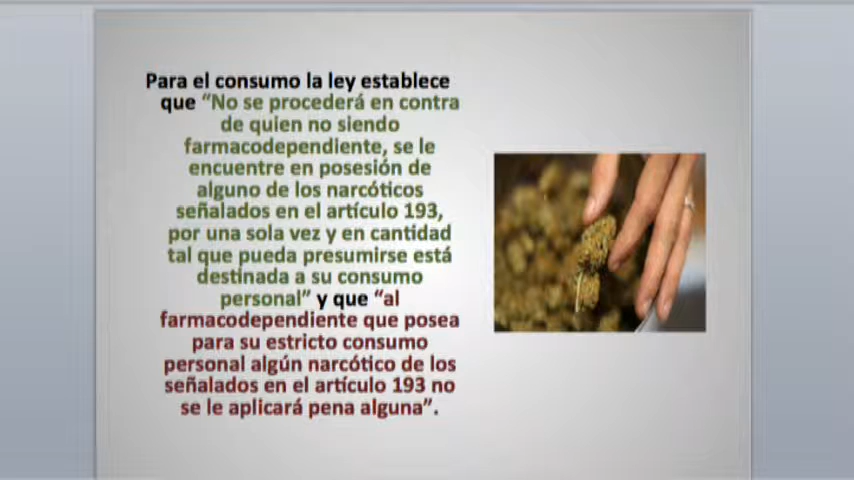 Para el consumo la ley establece
que “No se procederá en contra
de quien no siendo
farmacodependiente, se le
encuentre en posesión de
alguno de los narcóticos
señalados en el artículo 193,
por una sola vez y en cantidad
tal que pueda presumirse está
destinada a su consumo
personal” y que “al
farmacodependiente que posea
para su estricto consumo
personal algún narcótico de los
señalados en el artículo 193 no
se le aplicará pena alguna”.